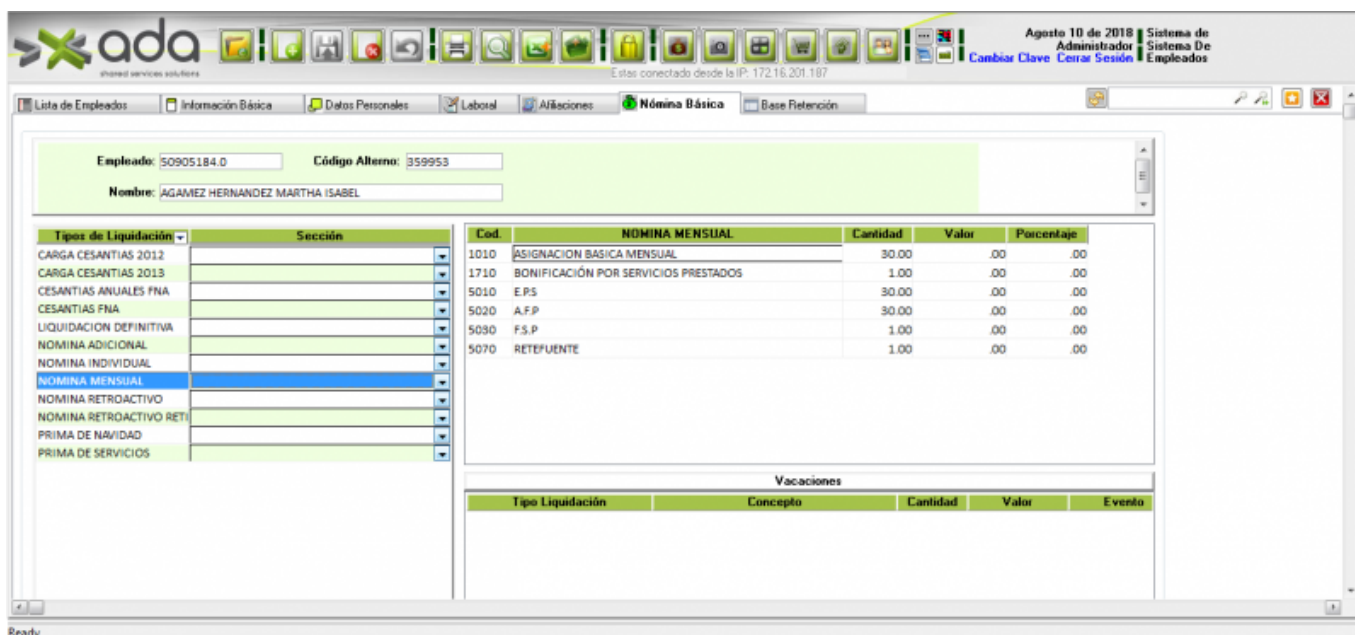 ada
shared services solutions
Estas conectado desde la IP: 172.16.201.187
Agosto 10 de 2018
Administrador
Cambiar Clave Cerrar Sesión
Sistema de
Sistema De
Empleados
Lista de Empleados Información Básica Datos Personales Laboral Afiliaciones Nómina Básica Base Retención
Empleado: 50905184.0 Código Alterno: 359953
Nombre: AGAMEZ HERNANDEZ MARTHA ISABEL
Tipos de Liquidación Sección
CARGA CESANTIAS 2012
CARGA CESANTIAS 2013
CESANTIAS ANUALES FNA
CESANTIAS FNA
LIQUIDACION DEFINITIVA
NOMINA ADICIONAL
NOMINA INDIVIDUAL
NOMINA MENSUAL
NOMINA RETROACTIVO
NOMINA RETROACTIVO RETI
PRIMA DE NAVIDAD
PRIMA DE SERVICIOS
Cod. NOMINA MENSUAL Cantidad Valor Porcentaje
1010 ASIGNACION BASICA MENSUAL 30.00 .00 .00
1710 BONIFICACIÓN POR SERVICIOS PRESTADOS 1.00 .00 .00
5010 E.P.S 30.00 .00 .00
5020 A.F.P 30.00 .00 .00
5030 F.S.P 1.00 .00 .00
5070 RETEFUENTE 1.00 .00 .00
Vacaciones
Tipo Liquidación Concepto Cantidad Valor Evento
Ready